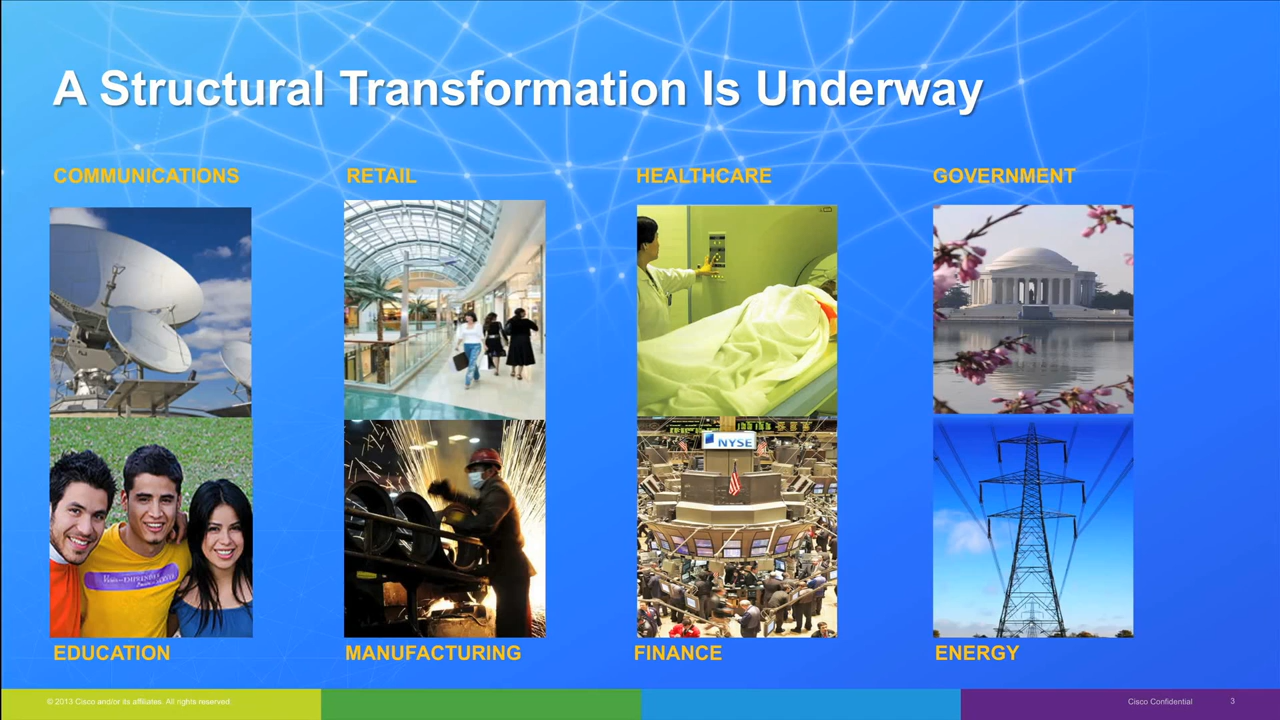 A Structural Transformation Is Underway
COMMUNICATIONS
RETAIL
HEALTHCARE
GOVERNMENT
NYSE
EDUCATION
MANUFACTURING
FINANCE
ENERGY
© 2013 Cisco and/or its affiliates. All rights reserved
Cisco Confidential
3